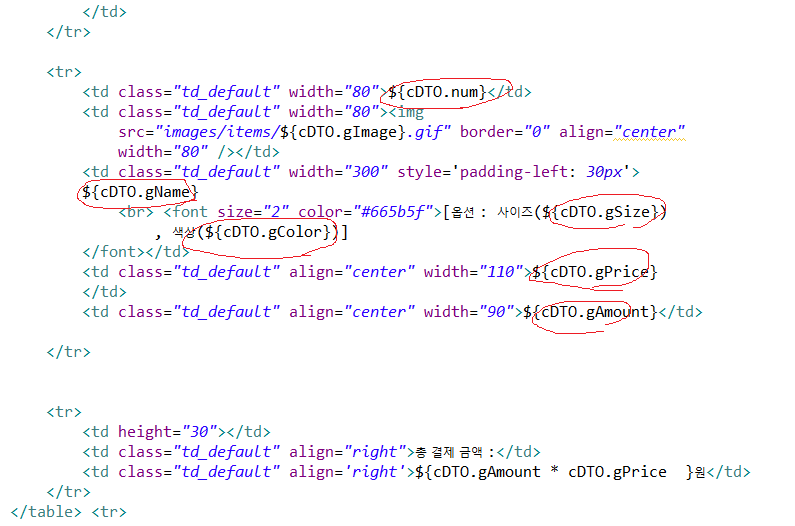 </td>
</tr>
<tr>
<td class="td_default" width="80">${cDTO.num}</td>
<td class="td_default" width="80"><img
src="images/items/${cDTO.gImage}.gif" border="0" align="center"
width="80" /></td>
<td class="td_default" width="300" style='padding-left: 30px'>
${cDTO.gName}
<br> <font size="2" color="#665b5f">[옵션 : 사이즈(${cDTO.gSize})
, 색상(${cDTO.gColor})]
</font></td>
<td class="td_default" align="center" width="110">${cDTO.gPrice}
</td>
<td class="td_default" align="center" width="90">${cDTO.gAmount}</td>
</tr>
<tr>
<td height="30"></td>
<td class="td_default" align="right">총 결제 금액 :</td>
<td class="td_default" align='right'>${cDTO.gAmount * cDTO.gPrice  }원</td>
</tr>
</table> <tr>